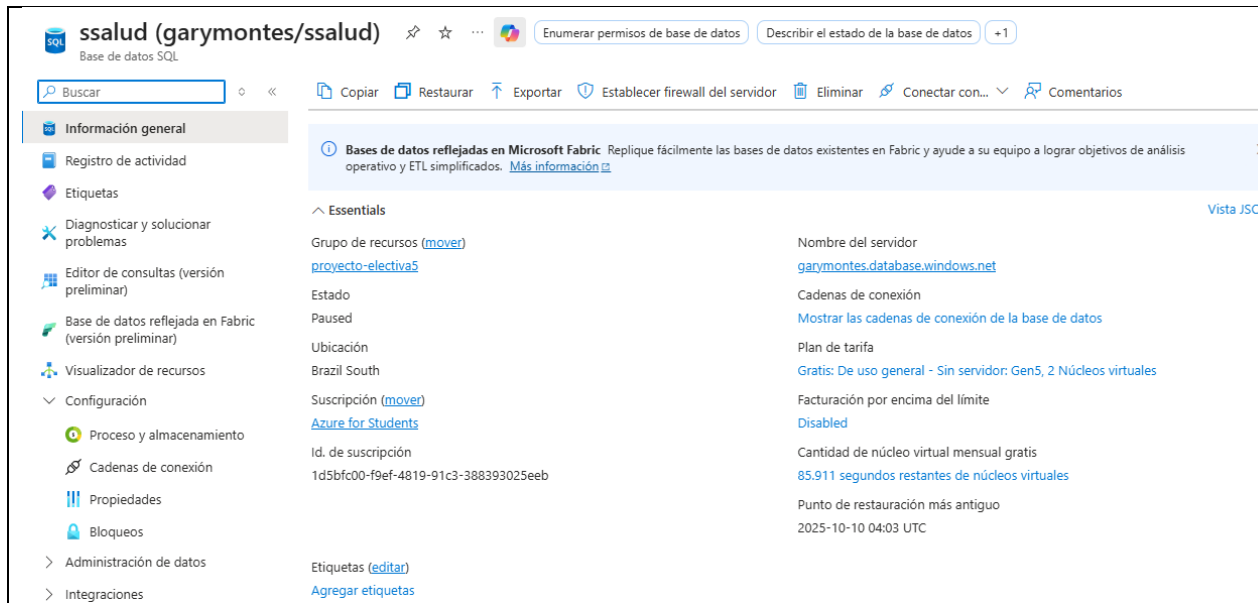 ssalud (garymontes/ssalud)
Enumerar permisos de base de datos
Describir el estado de la base de datos
+1
Base de datos SQL
Buscar
Copiar
Restaurar
Exportar
Establecer firewall del servidor
Eliminar
Conectar con...
Comentarios
Información general
Registro de actividad
Etiquetas
Diagnosticar y solucionar
problemas
Editor de consultas (versión
preliminar)
Base de datos reflejada en Fabric
(versión preliminar)
Visualizador de recursos
Configuración
Proceso y almacenamiento
Cadenas de conexión
Propiedades
Bloqueos
Administración de datos
Integraciones
Bases de datos reflejadas en Microsoft Fabric Replique fácilmente las bases de datos existentes en Fabric y ayude a su equipo a lograr objetivos de análisis
operativo y ETL simplificados. Más información
Essentials
Vista JSO
Grupo de recursos (mover)
proyecto-electiva5
Estado
Paused
Ubicación
Brazil South
Suscripción (mover)
Azure for Students
Id. de suscripción
1d5bfc00-f9ef-4819-91c3-388393025eeb
Nombre del servidor
garymontes.database.windows.net
Cadenas de conexión
Mostrar las cadenas de conexión de la base de datos
Plan de tarifa
Gratis: De uso general - Sin servidor: Gen5, 2 Núcleos virtuales
Facturación por encima del límite
Disabled
Cantidad de núcleo virtual mensual gratis
85.911 segundos restantes de núcleos virtuales
Punto de restauración más antiguo
2025-10-10 04:03 UTC
Etiquetas (editar)
Agregar etiquetas